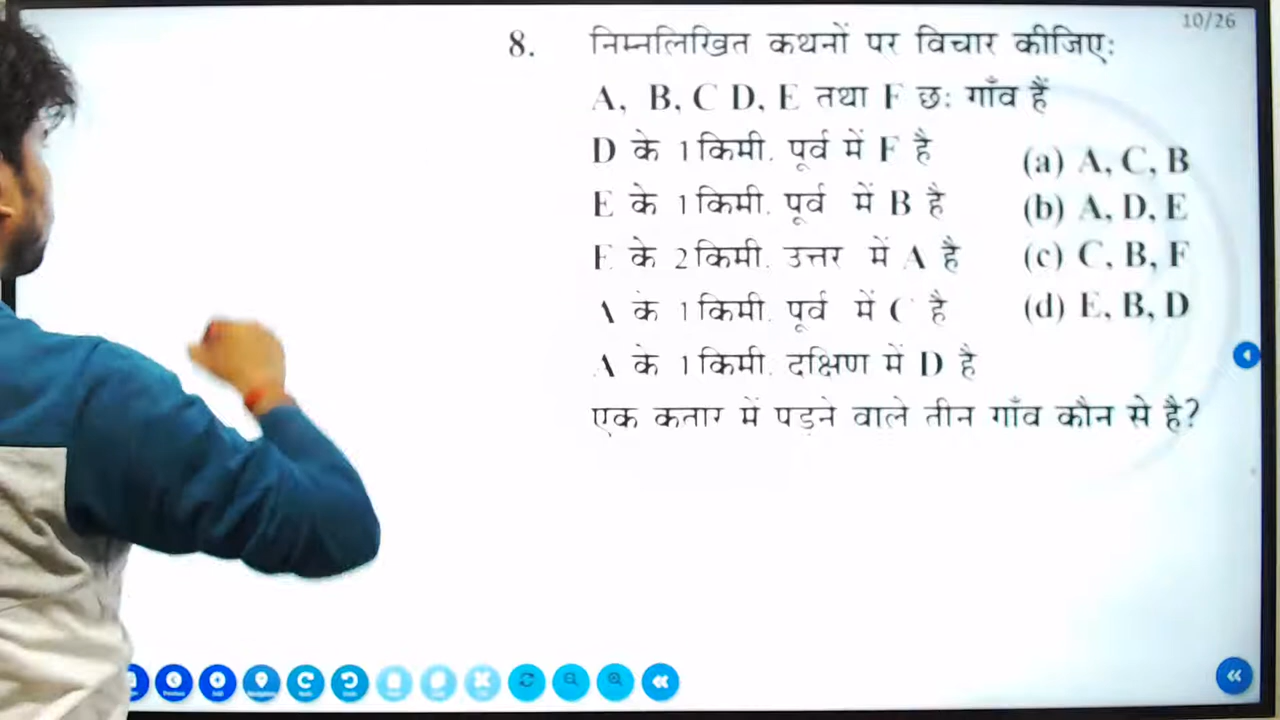 10/26
8. निम्नलिखित कथनों पर विचार कीजिएः
A, B, C D, E तथा F छः गाँव हैं
D के 1 किमी. पूर्व में F है
E के 1 किमी. पूर्व में B है
E के 2 किमी. उत्तर में A है
A के 1 किमी. पूर्व में C है
A के 1 किमी. दक्षिण में D है
एक कतार में पड़ने वाले तीन गाँव कौन से है?
(a) A, C, B
(b) A, D, E
(c) C, B, F
(d) E, B, D